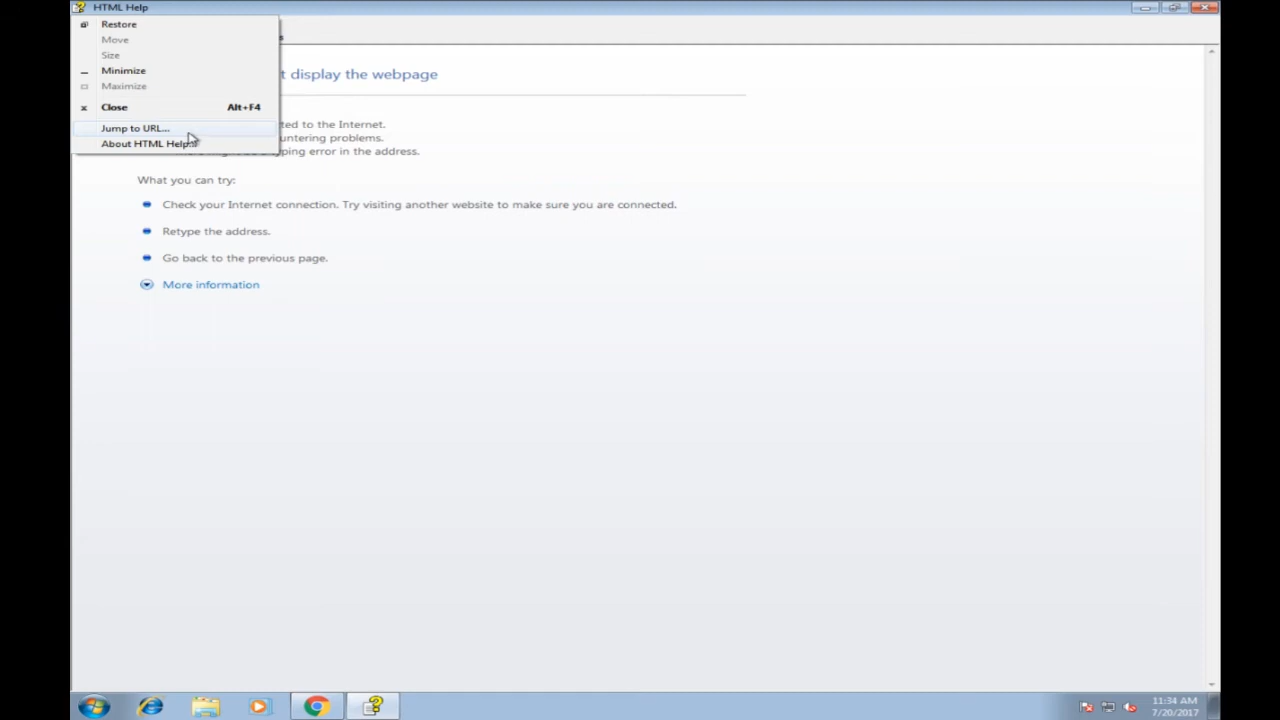 HTML Help
Restore
Move
Size
Minimize
Maximize
Close Alt+F4
Jump to URL...
About HTML Help...
s
t display the webpage
ted to the Internet.
untering problems.
typing error in the address.
What you can try:
Check your Internet connection. Try visiting another website to make sure you are connected.
Retype the address.
Go back to the previous page.
More information
11:34 AM
7/20/2017